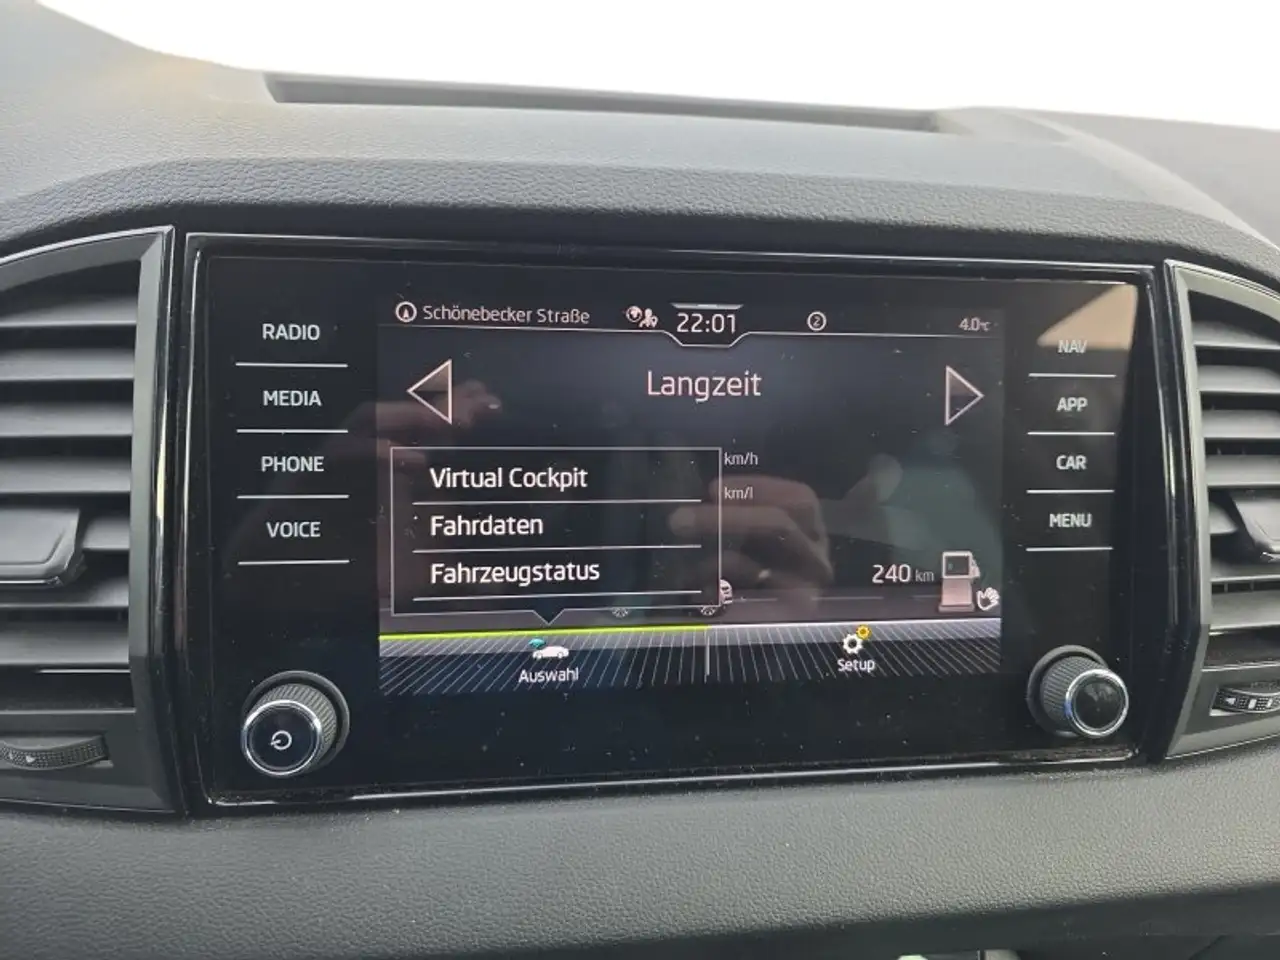 RADIO
MEDIA
PHONE
VOICE
Schönebecker Straße
22:01
2
4.0°C
Langzeit
km/h
km/l
Virtual Cockpit
Fahrdaten
Fahrzeugstatus
240 km
Auswahl
Setup
NAV
APP
CAR
MENU